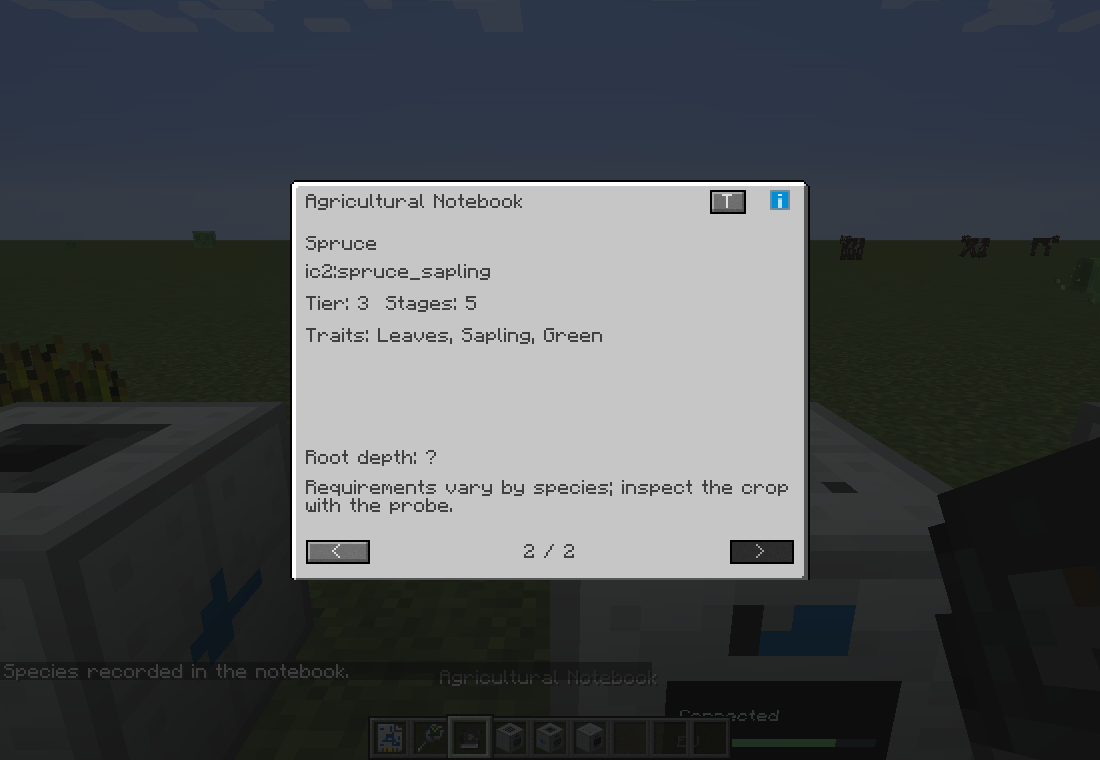 Agricultural Notebook
T
i
Spruce
ic2:spruce_sapling
Tier: 3 Stages: 5
Traits: Leaves, Sapling, Green
Root depth: ?
Requirements vary by species; inspect the crop
with the probe.
<
2 / 2
>
Species recorded in the notebook.
Agricultural Notebook
Connected